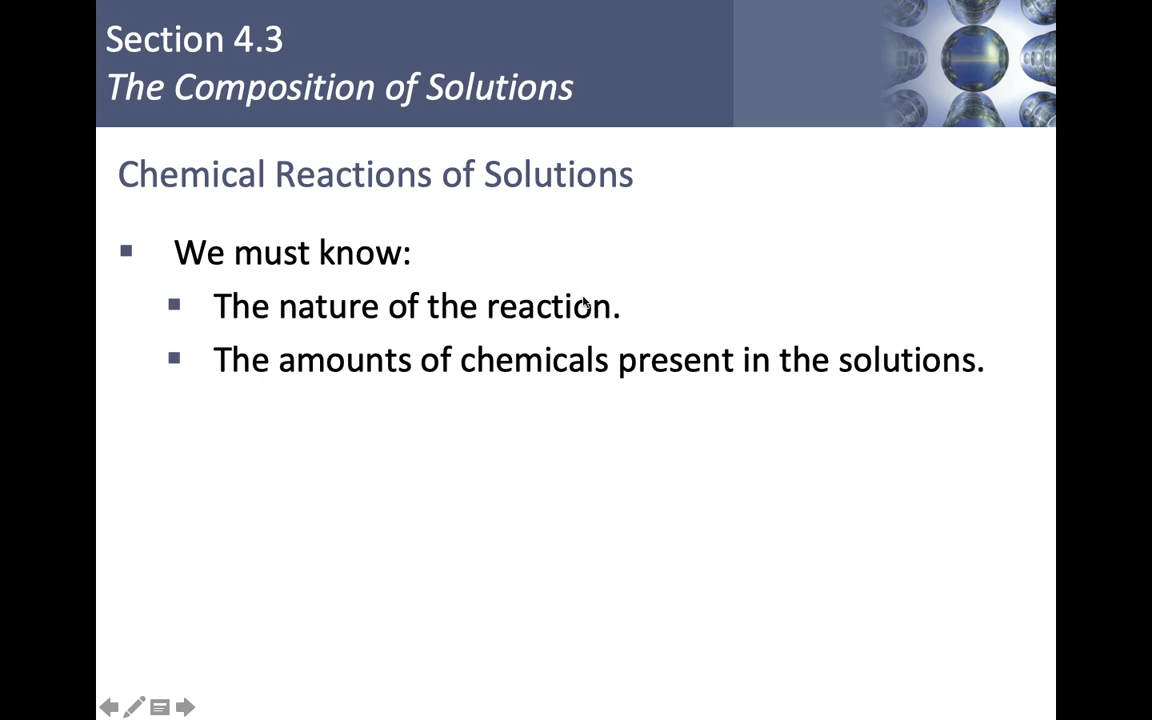 Section 4.3
The Composition of Solutions
Chemical Reactions of Solutions
We must know:
The nature of the reaction.
The amounts of chemicals present in the solutions.